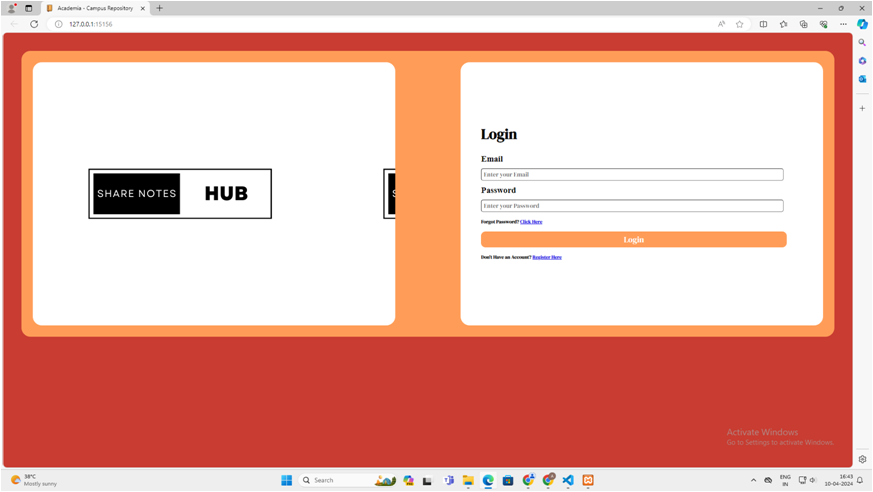 Academia - Campus Repository
127.0.0.1:15156
SHARE NOTES HUB
S
Login
Email
Enter your Email
Password
Enter your Password
Forgot Password? Click Here
Login
Don't Have an Account? Register Here
Activate Windows
Go to Settings to activate Windows.
38°C
Mostly sunny
Search
ENG
IN
16:43
10-04-2024